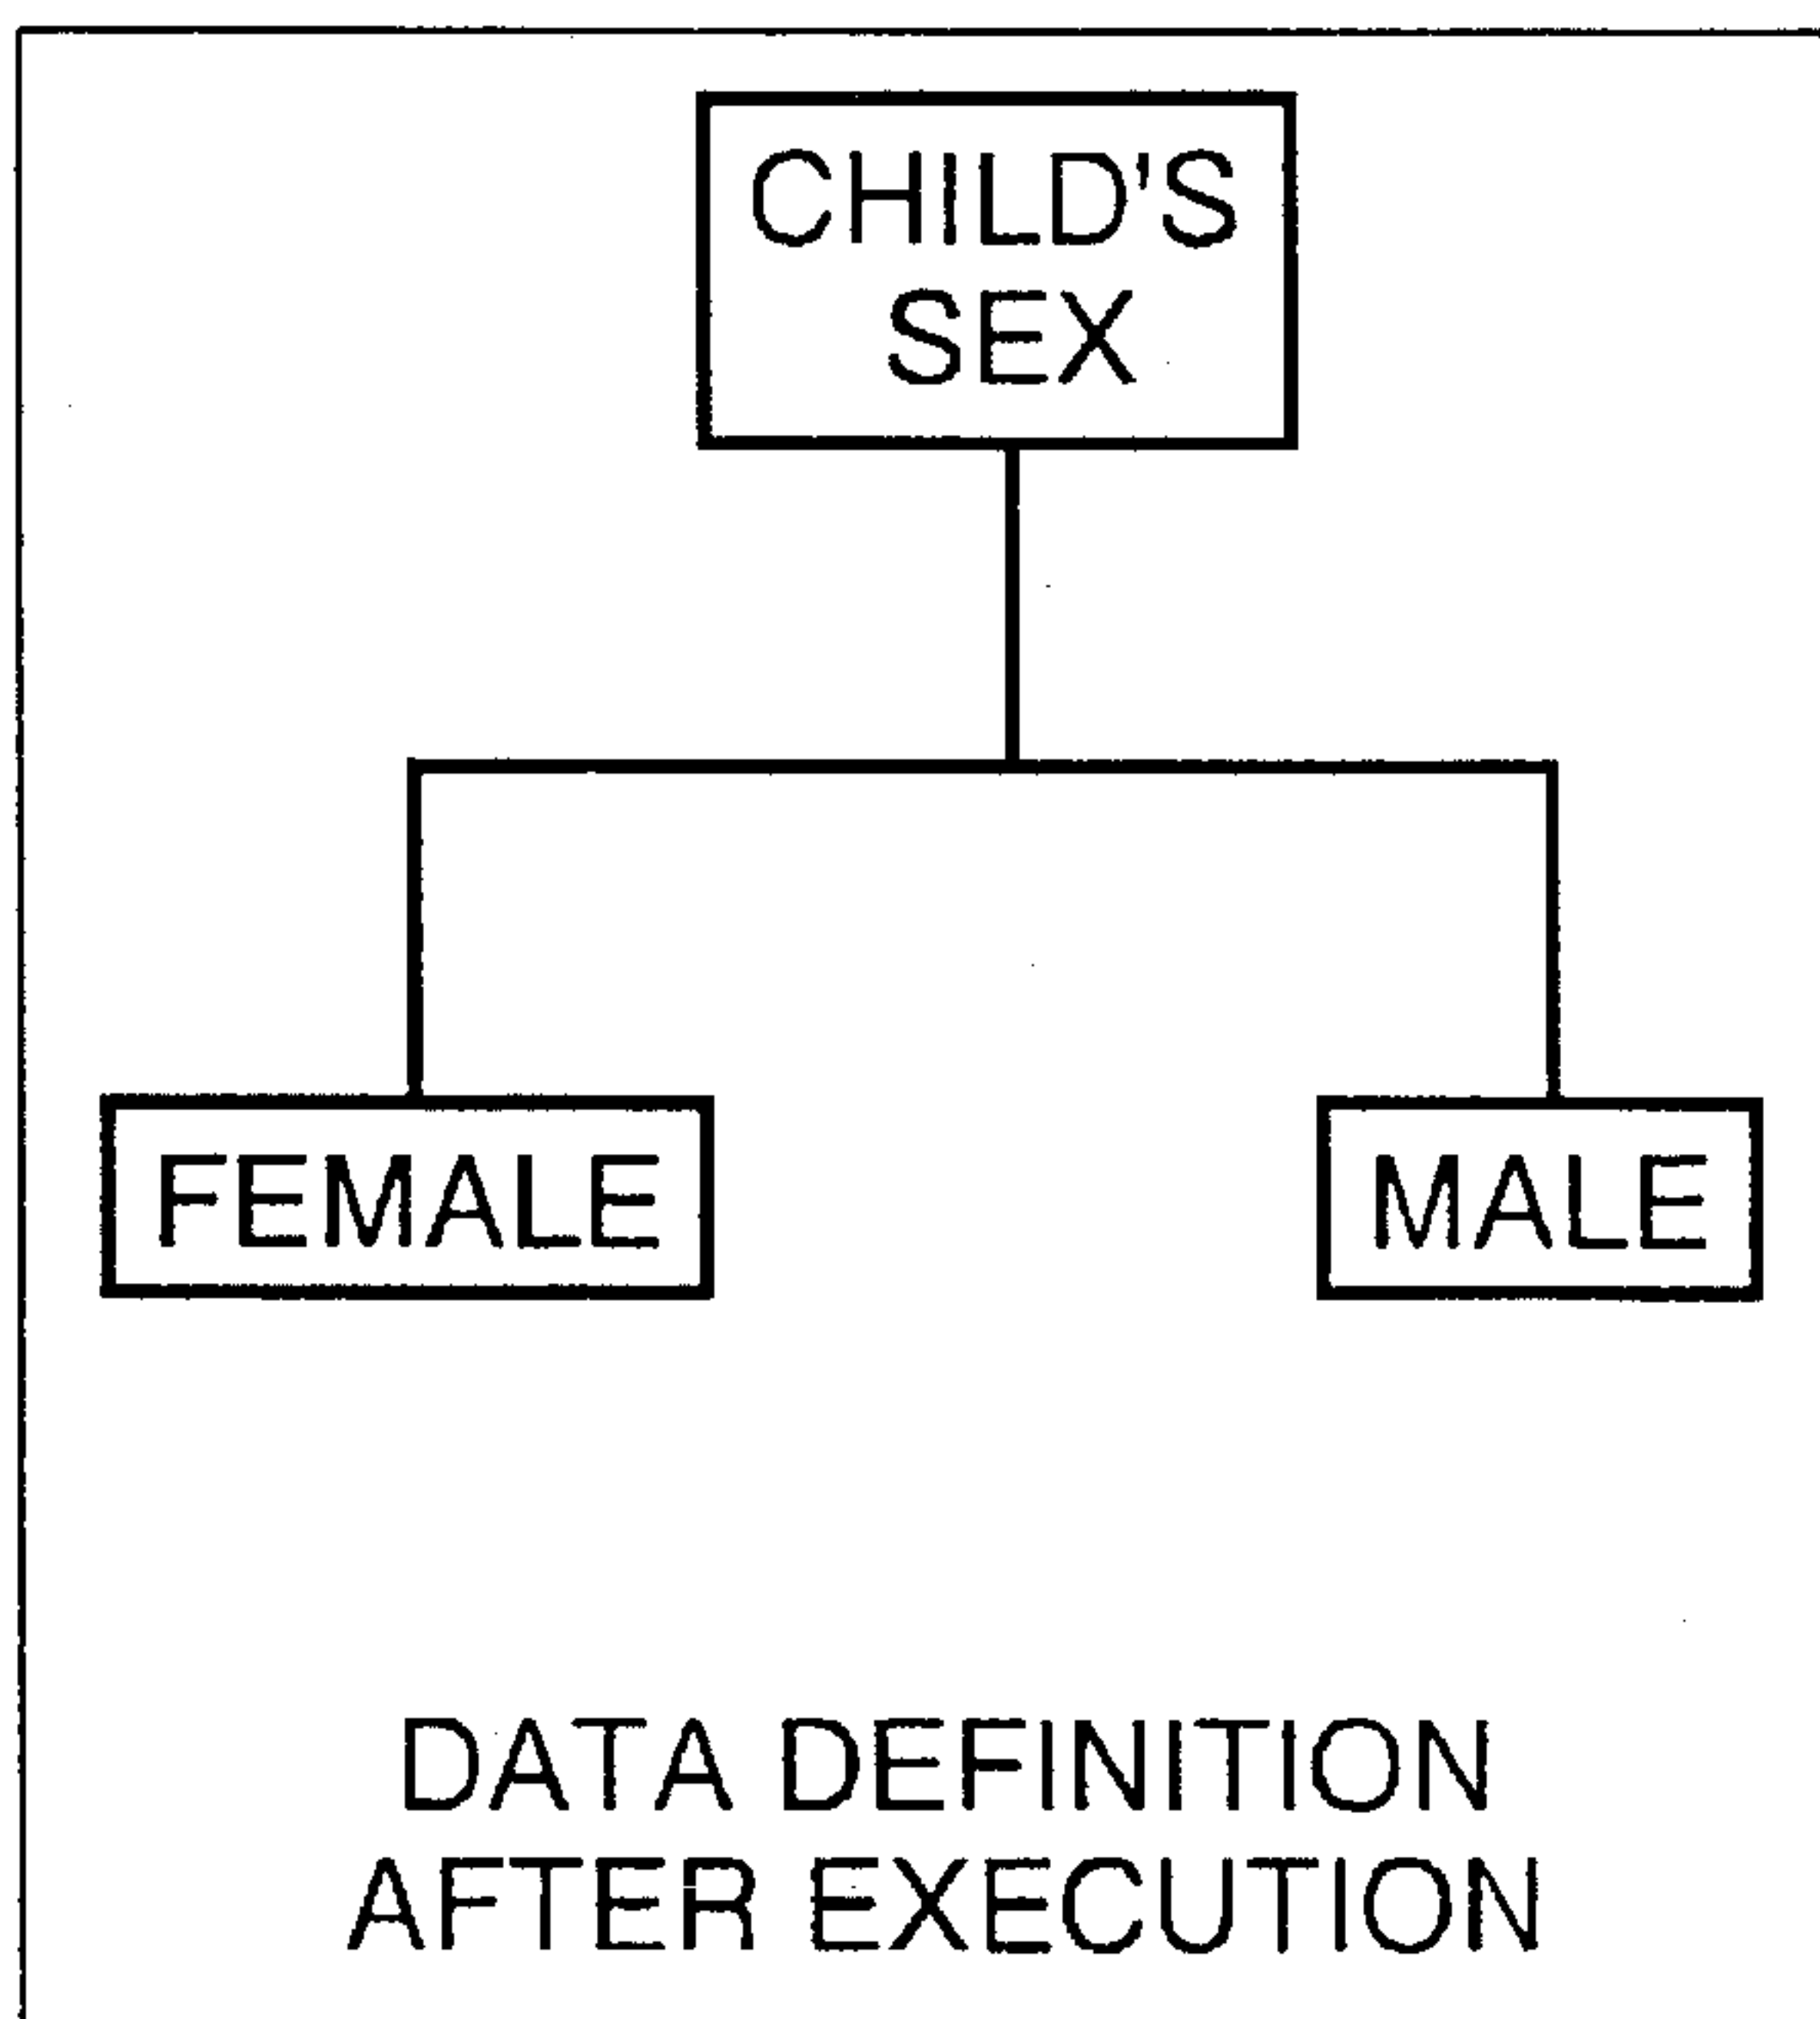 CHILD'S
SEX
FEMALE
MALE
DATA DEFINITION
AFTER EXECUTION